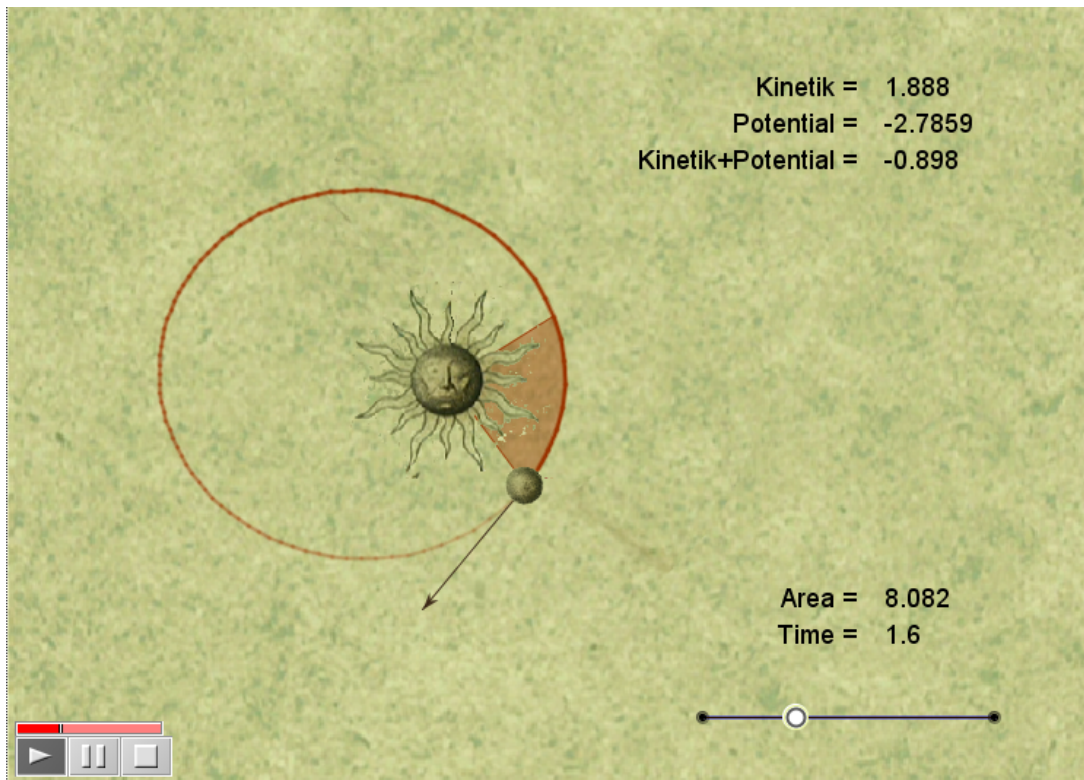 Kinetik = 1.888
Potential = -2.7859
Kinetik+Potential = -0.898
Area = 8.082
Time = 1.6